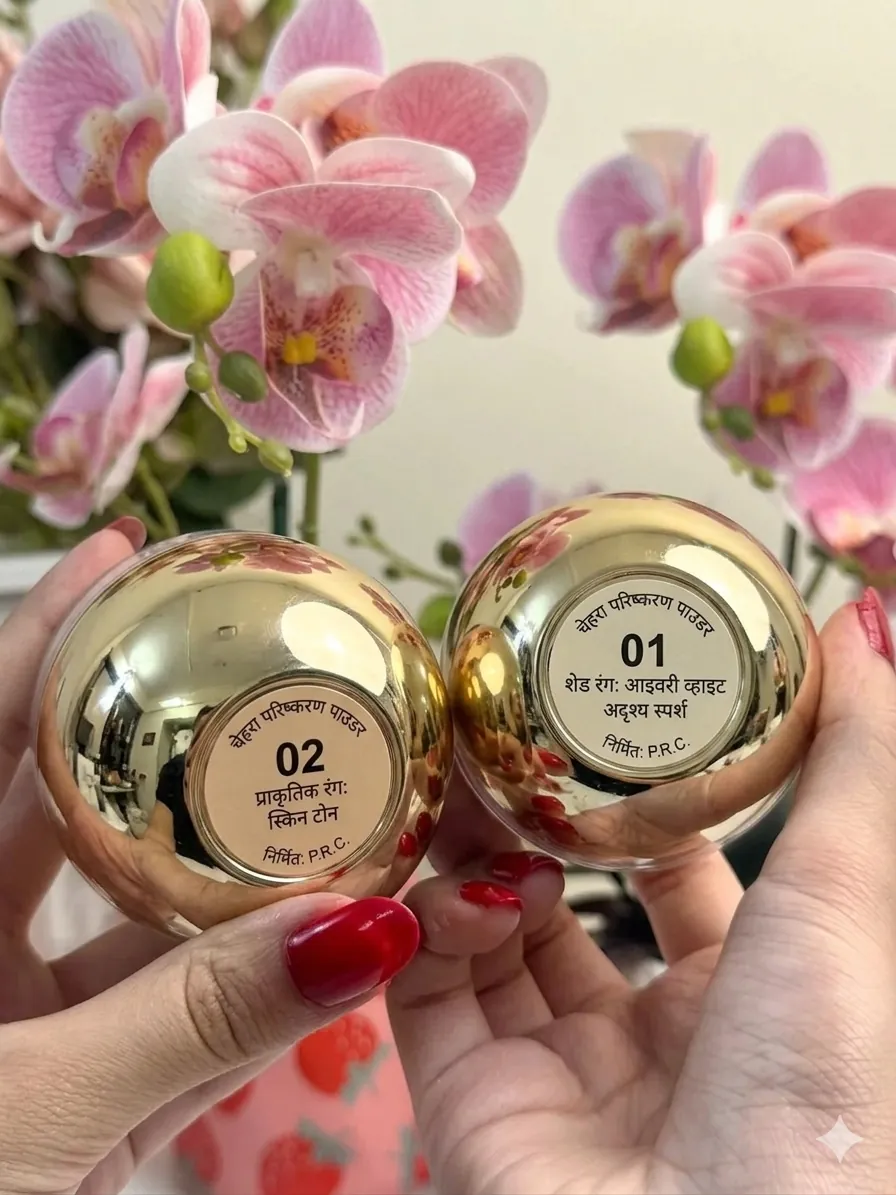 चेहरा परिष्करण पाउडर
02
प्राकृतिक रंग:
स्किन टोन
निर्मित: P.R.C.
चेहरा परिष्करण पाउडर
01
शेड रंग: आइवरी व्हाइट
अदृश्य स्पर्श
निर्मित: P.R.C.